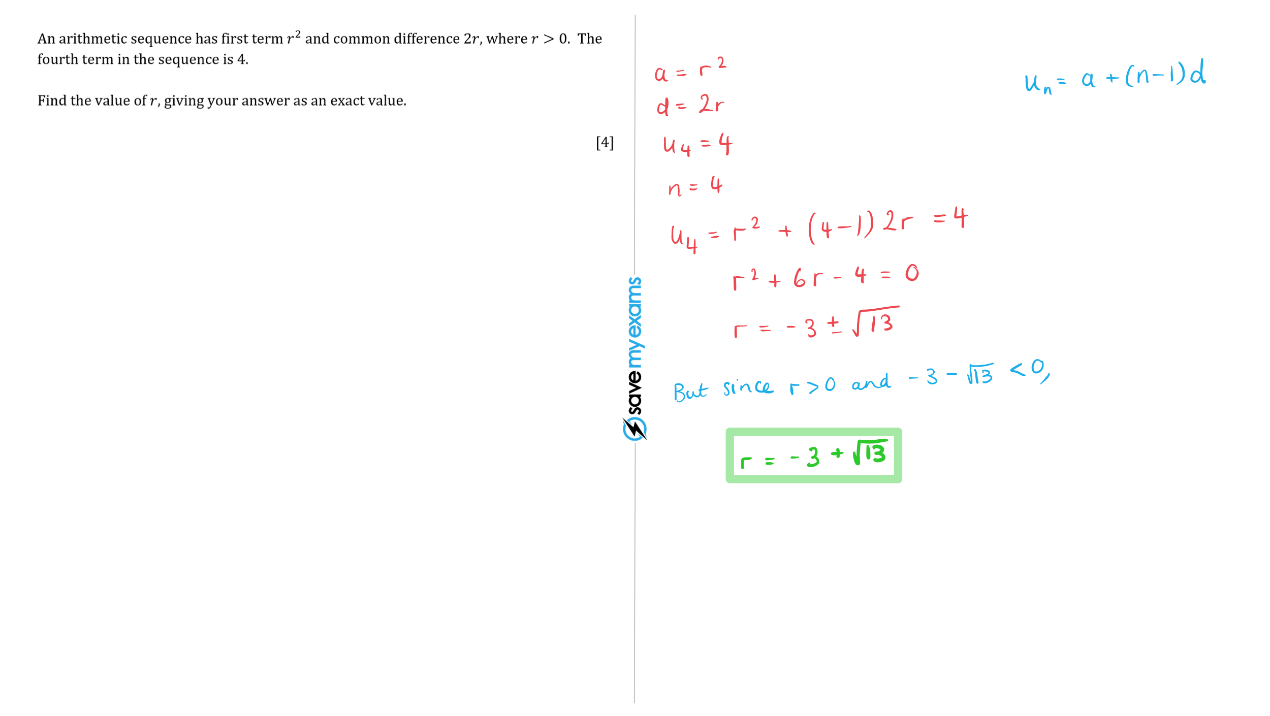 An arithmetic sequence has first term r² and common difference 2r, where r > 0. The
fourth term in the sequence is 4.
Find the value of r, giving your answer as an exact value.
[4]
save my exams
a = r²
d = 2r
u₄ = 4
n = 4
uₙ = a + (n-1)d
u₄ = r² + (4-1)2r = 4
r² + 6r - 4 = 0
r = -3 ± √13
But since r > 0 and -3 - √13 < 0,
r = -3 + √13